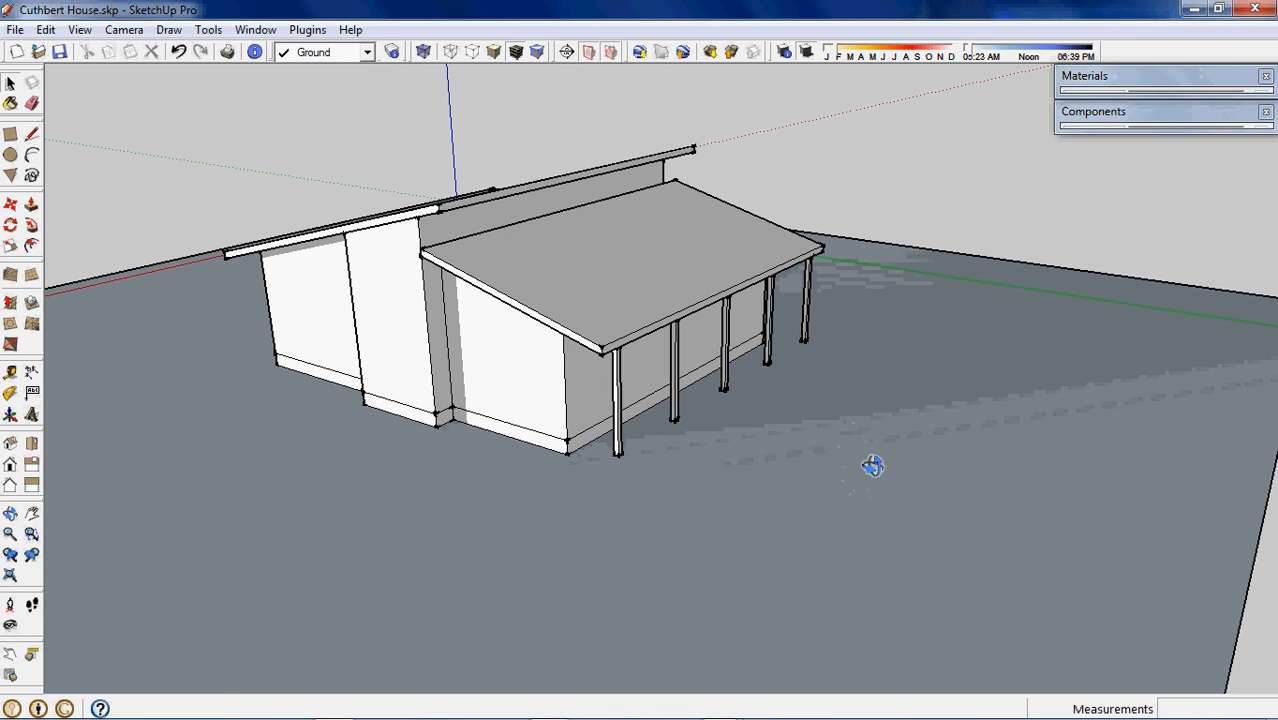 Cuthbert House.skp - SketchUp Pro
File Edit View Camera Draw Tools Window Plugins Help
Ground
J F M A M J J A S O N D
05:23 AM Noon 06:39 PM
Materials
Components
Abc
Measurements